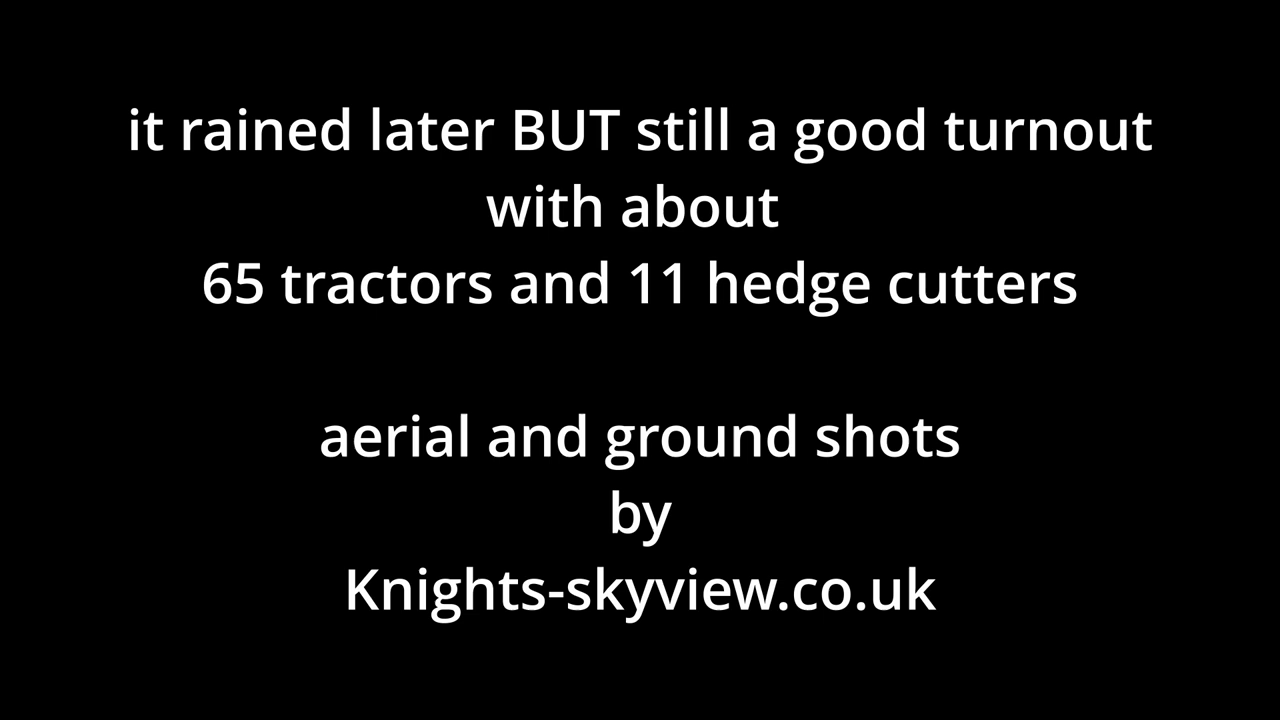 it rained later BUT still a good turnout
with about
65 tractors and 11 hedge cutters
aerial and ground shots
by
Knights-skyview.co.uk